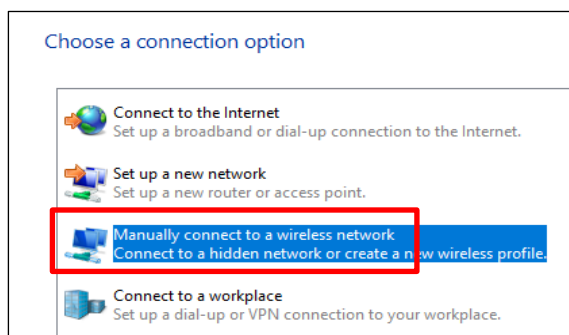 Choose a connection option
Connect to the Internet
Set up a broadband or dial-up connection to the Internet.
Set up a new network
Set up a new router or access point.
Manually connect to a wireless network
Connect to a hidden network or create a new wireless profile.
Connect to a workplace
Set up a dial-up or VPN connection to your workplace.